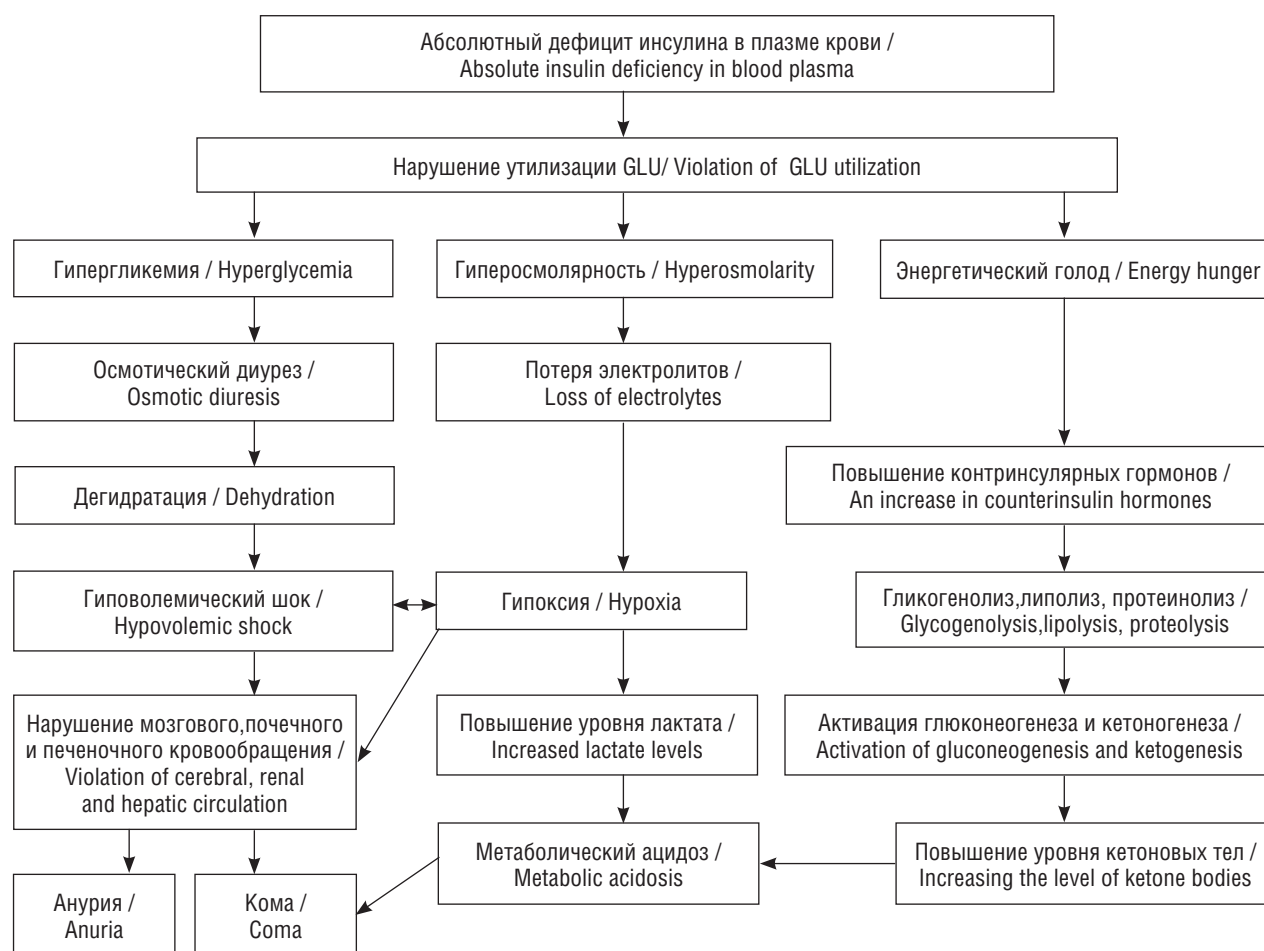 Абсолютный дефицит инсулина в плазме крови /
Absolute insulin deficiency in blood plasma
Нарушение утилизации GLU/ Violation of GLU utilization
Гипергликемия / Hyperglycemia
Гиперосмолярность / Hyperosmolarity
Энергетический голод / Energy hunger
Осмотический диурез /
Osmotic diuresis
Потеря электролитов /
Loss of electrolytes
Повышение контринсулярных гормонов /
An increase in counterinsulin hormones
Дегидратация / Dehydration
Гиповолемический шок /
Hypovolemic shock
Гипоксия / Hypoxia
Гликогенолиз,липолиз, протеинолиз /
Glycogenolysis,lipolysis, proteolysis
Нарушение мозгового,почечного
и печеночного кровообращения /
Violation of cerebral, renal
and hepatic circulation
Повышение уровня лактата /
Increased lactate levels
Активация глюконеогенеза и кетогенеза /
Activation of gluconeogenesis and ketogenesis
Анурия /
Anuria
Кома /
Coma
Метаболический ацидоз /
Metabolic acidosis
Повышение уровня кетоновых тел /
Increasing the level of ketone bodies